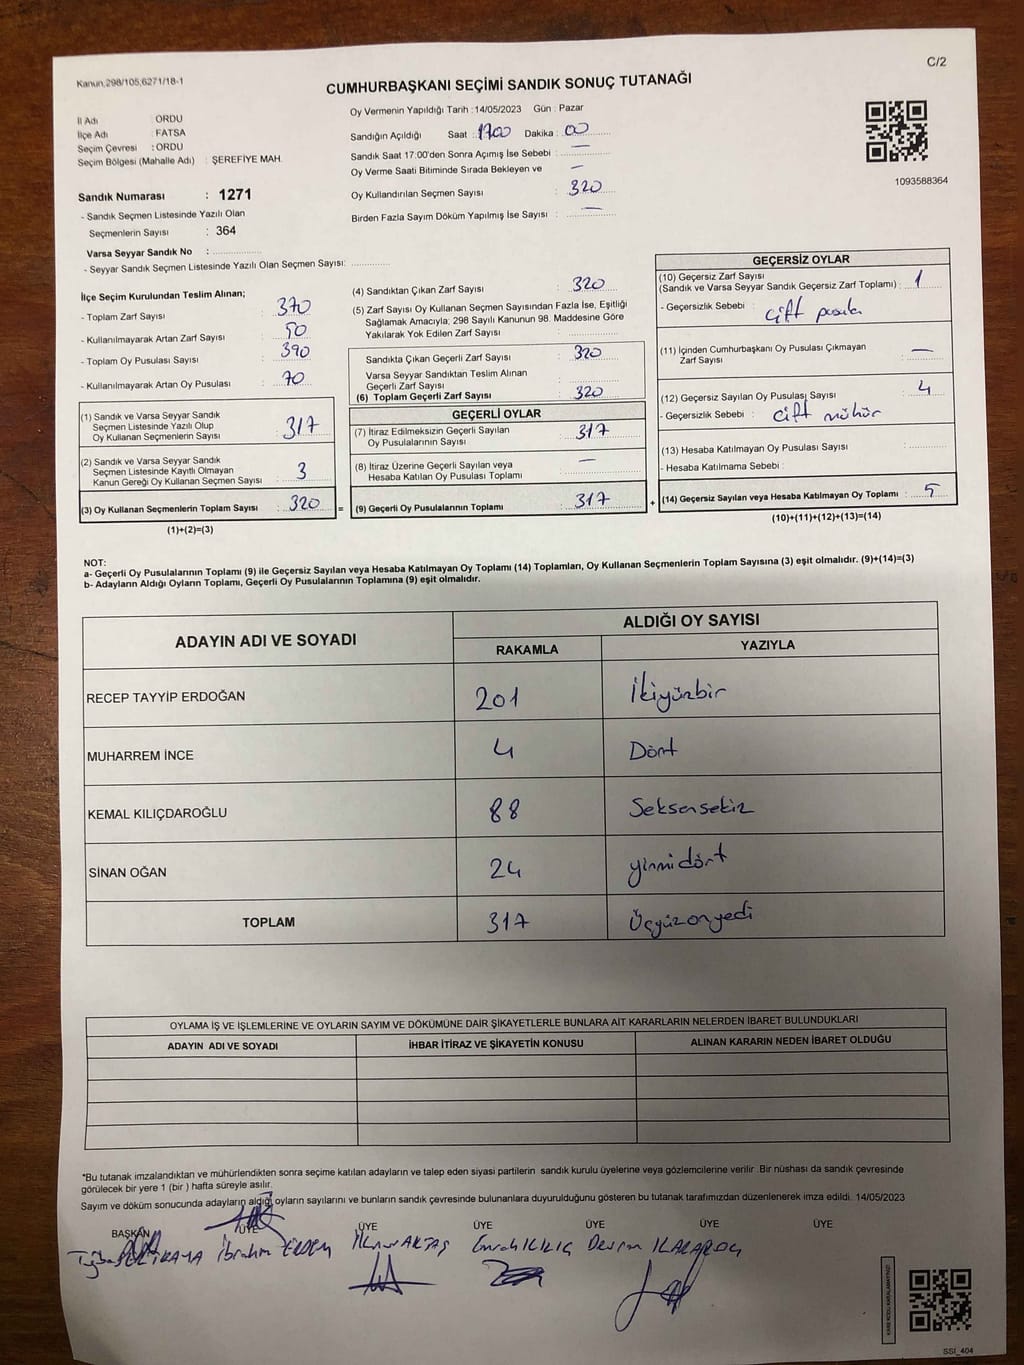 Kanun.298/105,6271/18-1
C/2
CUMHURBAŞKANI SEÇİMİ SANDIK SONUÇ TUTANAĞI
İl Adı : ORDU
İlçe Adı : FATSA
Seçim Çevresi : ORDU
Seçim Bölgesi (Mahalle Adı) : ŞEREFİYE MAH.
Sandık Numarası : 1271
- Sandık Seçmen Listesinde Yazılı Olan
Seçmenlerin Sayısı : 364
Varsa Seyyar Sandık No :
- Seyyar Sandık Seçmen Listesinde Yazılı Olan Seçmen Sayısı:
Oy Vermenin Yapıldığı Tarih : 14/05/2023 Gün : Pazar
Sandığın Açıldığı Saat : 1700 Dakika : 00
Sandık Saat 17:00'den Sonra Açımış İse Sebebi : —
Oy Verme Saati Bitiminde Sırada Bekleyen ve —
Oy Kullandırılan Seçmen Sayısı : 320
Birden Fazla Sayım Döküm Yapılmış İse Sayısı : —
1093588364
İlçe Seçim Kurulundan Teslim Alınan;
- Toplam Zarf Sayısı : 370
- Kullanılmayarak Artan Zarf Sayısı : 50
- Toplam Oy Pusulası Sayısı : 390
- Kullanılmayarak Artan Oy Pusulası : 70
(1) Sandık ve Varsa Seyyar Sandık
Seçmen Listesinde Yazılı Olup
Oy Kullanan Seçmenlerin Sayısı : 317
(2) Sandık ve Varsa Seyyar Sandık
Seçmen Listesinde Kayıtlı Olmayan
Kanun Gereği Oy Kullanan Seçmen Sayısı : 3
(3) Oy Kullanan Seçmenlerin Toplam Sayısı : 320 =
(1)+(2)=(3)
(4) Sandıktan Çıkan Zarf Sayısı : 320
(5) Zarf Sayısı Oy Kullanan Seçmen Sayısından Fazla İse, Eşitliği
Sağlamak Amacıyla; 298 Sayılı Kanunun 98. Maddesine Göre
Yakılarak Yok Edilen Zarf Sayısı :
Sandıkta Çıkan Geçerli Zarf Sayısı : 320
Varsa Seyyar Sandıktan Teslim Alınan
Geçerli Zarf Sayısı :
(6) Toplam Geçerli Zarf Sayısı : 320
GEÇERLİ OYLAR
(7) İtiraz Edilmeksizin Geçerli Sayılan
Oy Pusulalarının Sayısı : 317
(8) İtiraz Üzerine Geçerli Sayılan veya
Hesaba Katılan Oy Pusulası Toplamı : —
(9) Geçerli Oy Pusulalarının Toplamı : 317 +
GEÇERSİZ OYLAR
(10) Geçersiz Zarf Sayısı
(Sandık ve Varsa Seyyar Sandık Geçersiz Zarf Toplamı) : 1
- Geçersizlik Sebebi : çift pusula
(11) İçinden Cumhurbaşkanı Oy Pusulası Çıkmayan
Zarf Sayısı : —
(12) Geçersiz Sayılan Oy Pusulası Sayısı : 4
- Geçersizlik Sebebi : çift mühür
(13) Hesaba Katılmayan Oy Pusulası Sayısı :
- Hesaba Katılmama Sebebi :
(14) Geçersiz Sayılan veya Hesaba Katılmayan Oy Toplamı : 5
(10)+(11)+(12)+(13)=(14)
NOT:
a- Geçerli Oy Pusulalarının Toplamı (9) ile Geçersiz Sayılan veya Hesaba Katılmayan Oy Toplamı (14) Toplamları, Oy Kullanan Seçmenlerin Toplam Sayısına (3) eşit olmalıdır. (9)+(14)=(3)
b- Adayların Aldığı Oyların Toplamı, Geçerli Oy Pusulalarının Toplamına (9) eşit olmalıdır.
ADAYIN ADI VE SOYADI
ALDIĞI OY SAYISI
RAKAMLA YAZIYLA
RECEP TAYYİP ERDOĞAN 201 İkiyüzbir
MUHARREM İNCE 4 Dört
KEMAL KILIÇDAROĞLU 88 Seksensekiz
SİNAN OĞAN 24 yirmidört
TOPLAM 317 Üçyüzonyedi
OYLAMA İŞ VE İŞLEMLERİNE VE OYLARIN SAYIM VE DÖKÜMÜNE DAİR ŞİKAYETLERLE BUNLARA AİT KARARLARIN NELERDEN İBARET BULUNDUKLARI
ADAYIN ADI VE SOYADI İHBAR İTİRAZ VE ŞİKAYETİN KONUSU ALINAN KARARIN NEDEN İBARET OLDUĞU
*Bu tutanak imzalandıktan ve mühürlendikten sonra seçime katılan adayların ve talep eden siyasi partilerin sandık kurulu üyelerine veya gözlemcilerine verilir. Bir nüshası da sandık çevresinde
görülecek bir yere 1 (bir) hafta süreyle asılır.
Sayım ve döküm sonucunda adayların aldığı oyların sayılarını ve bunların sandık çevresinde bulunanlara duyurulduğunu gösteren bu tutanak tarafımızdan düzenlenerek imza edildi. 14/05/2023
BAŞKAN ÜYE ÜYE ÜYE ÜYE ÜYE ÜYE
İbrahim ERDEM İlknur AKTAŞ Emrah KILIÇ
SSI_404